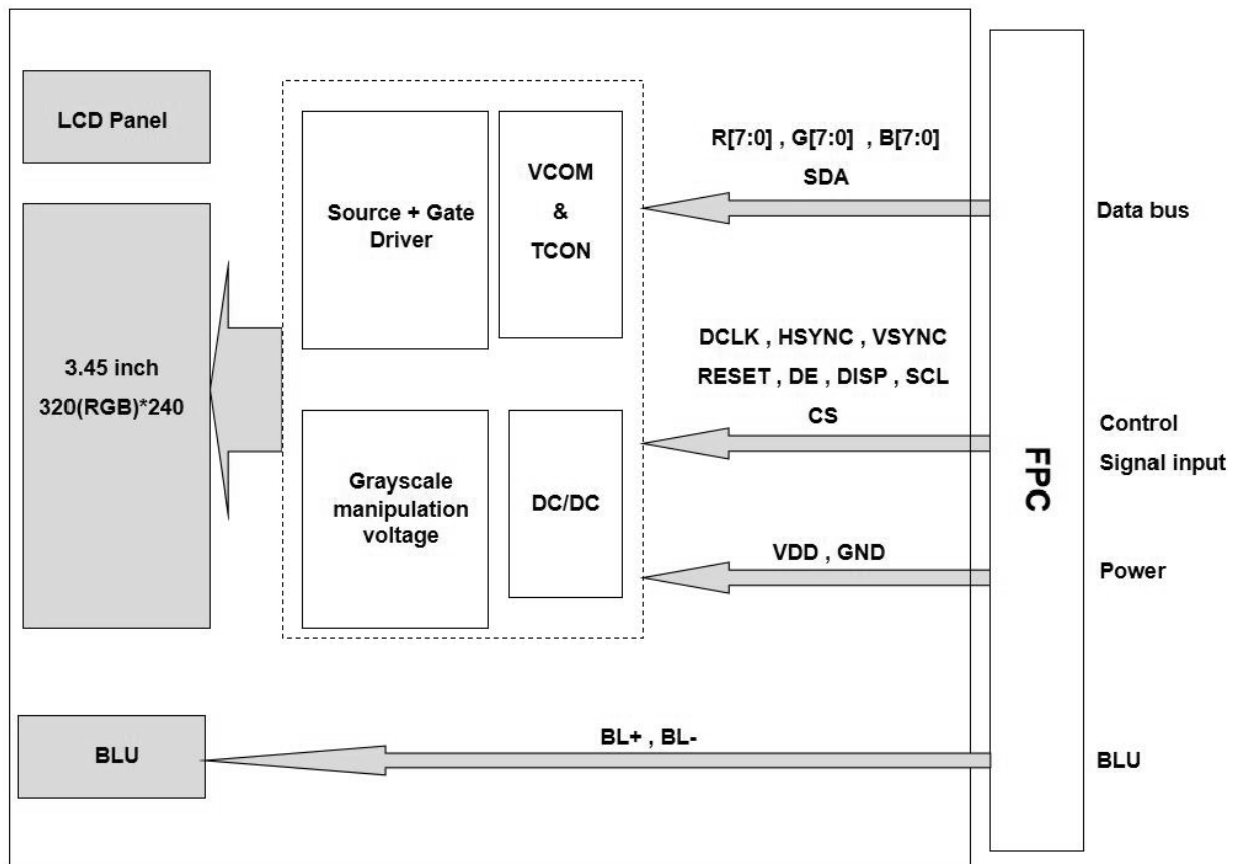 LCD Panel
3.45 inch
320(RGB)*240
BLU
Source + Gate
Driver
VCOM
&
TCON
Grayscale
manipulation
voltage
DC/DC
R[7:0] , G[7:0] , B[7:0]
SDA
DCLK , HSYNC , VSYNC
RESET , DE , DISP , SCL
CS
VDD , GND
BL+ , BL-
FPC
Data bus
Control
Signal input
Power
BLU